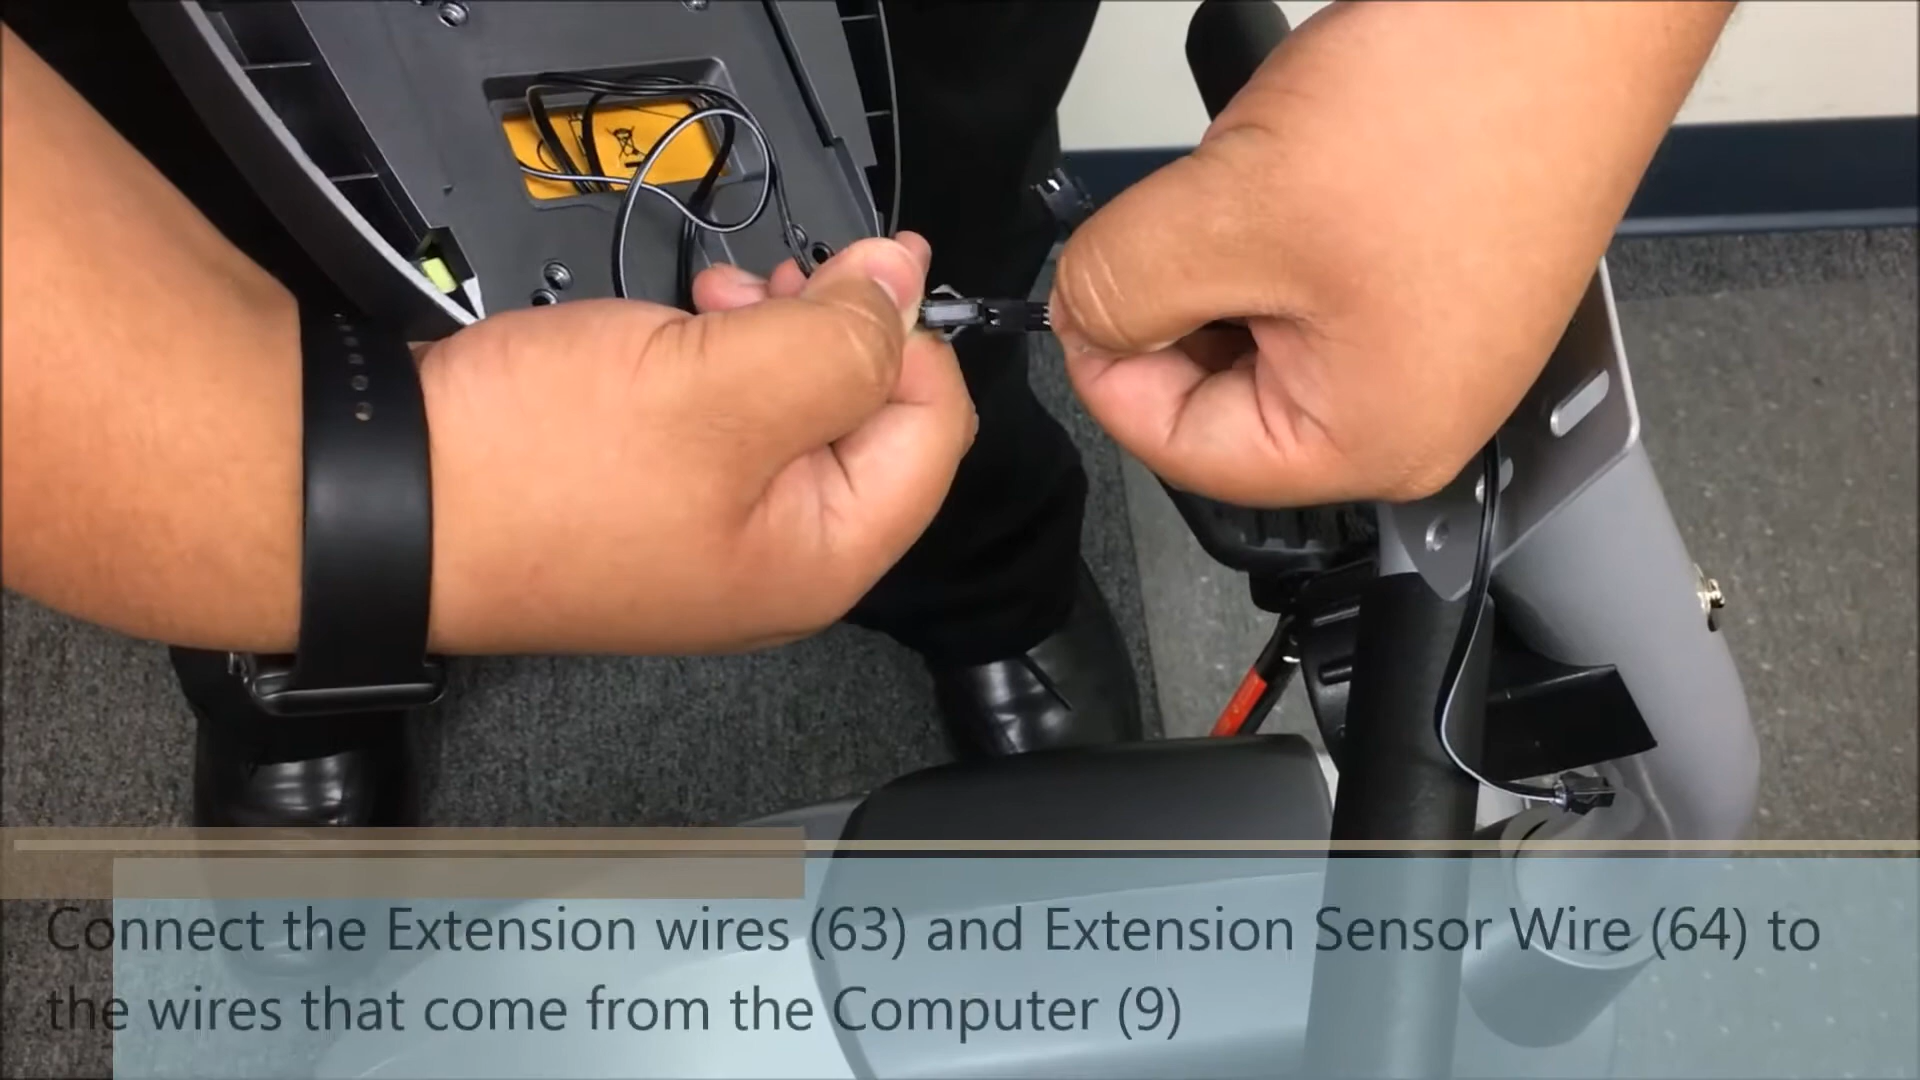 Connect the Extension wires (63) and Extension Sensor Wire (64) to
the wires that come from the Computer (9)